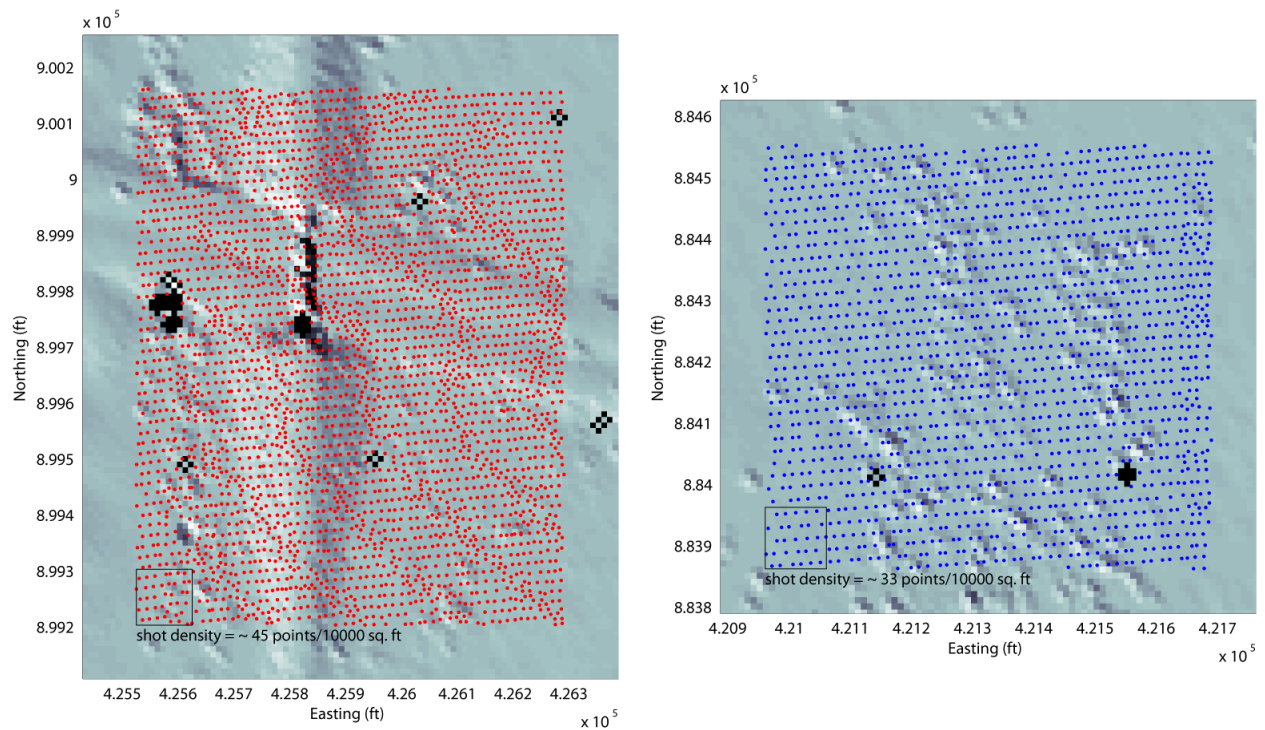 x 10 5
9.002
9.001
9
8.999
8.998
8.997
8.996
8.995
8.994
8.993
8.992
Northing (ft)
shot density = ~ 45 points/10000 sq. ft
4.255 4.256 4.257 4.258 4.259 4.26 4.261 4.262 4.263
Easting (ft)
x 10 5
x 10 5
8.846
8.845
8.844
8.843
8.842
8.841
8.84
8.839
8.838
Northing (ft)
shot density = ~ 33 points/10000 sq. ft
4.209 4.21 4.211 4.212 4.213 4.214 4.215 4.216 4.217
Easting (ft)
x 10 5